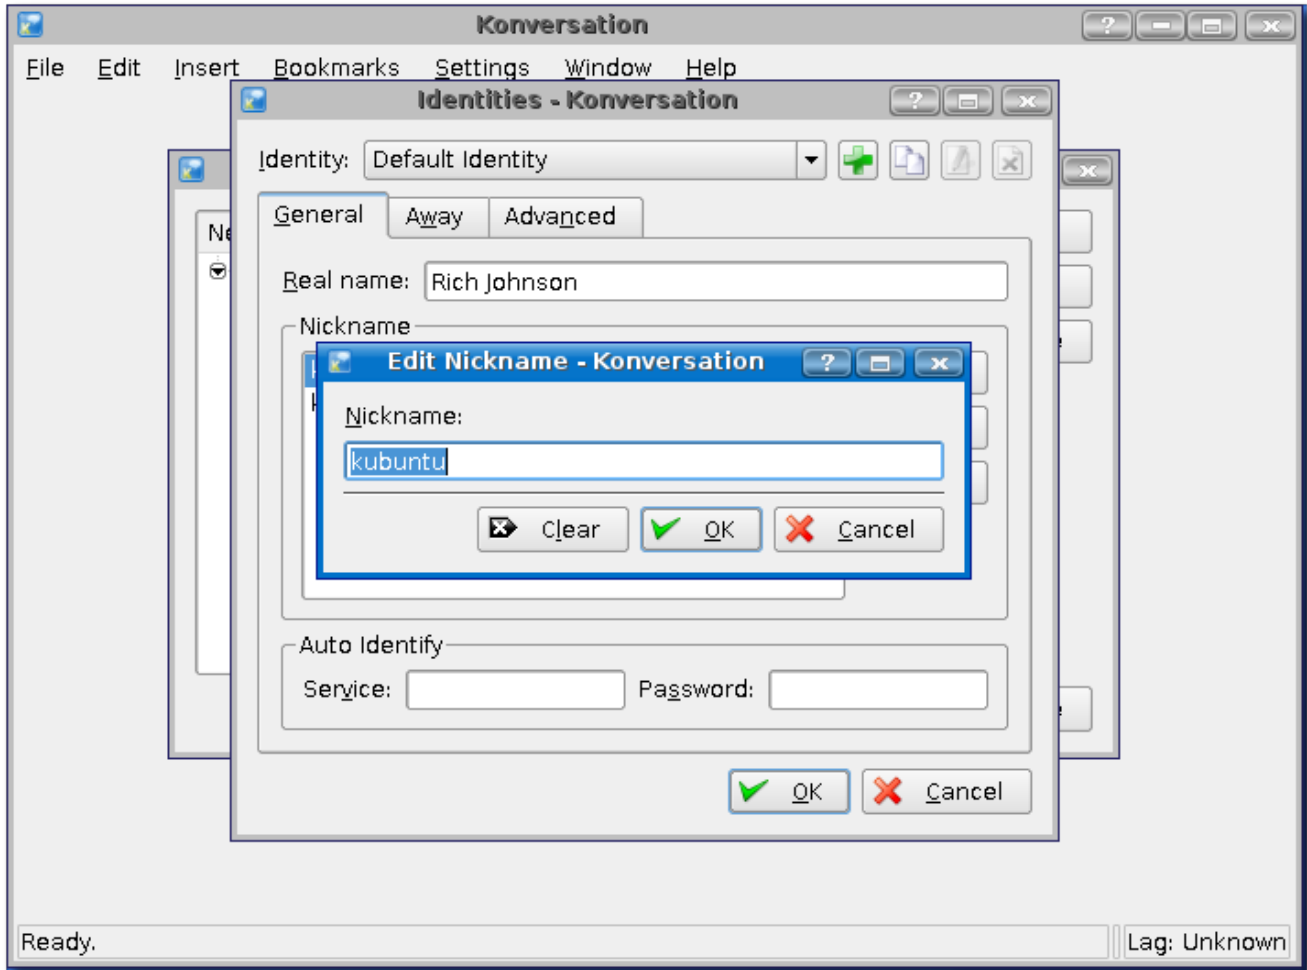 Konversation
File Edit Insert Bookmarks Settings Window Help
Identities - Konversation
Identity: Default Identity
General Away Advanced
Real name: Rich Johnson
Nickname
Edit Nickname - Konversation
Nickname:
kubuntu
Clear OK Cancel
Auto Identify
Service: Password:
OK Cancel
Ready. Lag: Unknown